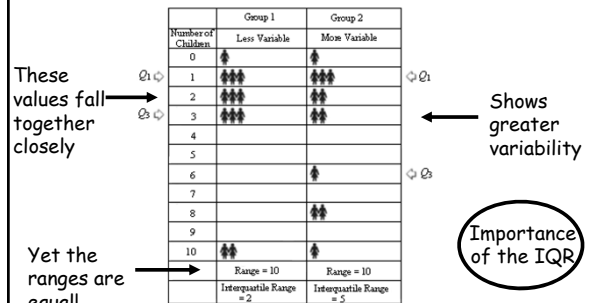 Group 1 Group 2
Number of Children Less Variable More Variable
0
Q1 1 Q1
2
Q3 3
4
5
6 Q3
7
8
9
10
Range = 10 Range = 10
Interquartile Range = 2 Interquartile Range = 5
These
values fall
together
closely
Shows
greater
variability
Yet the
ranges are
Importance
of the IQR